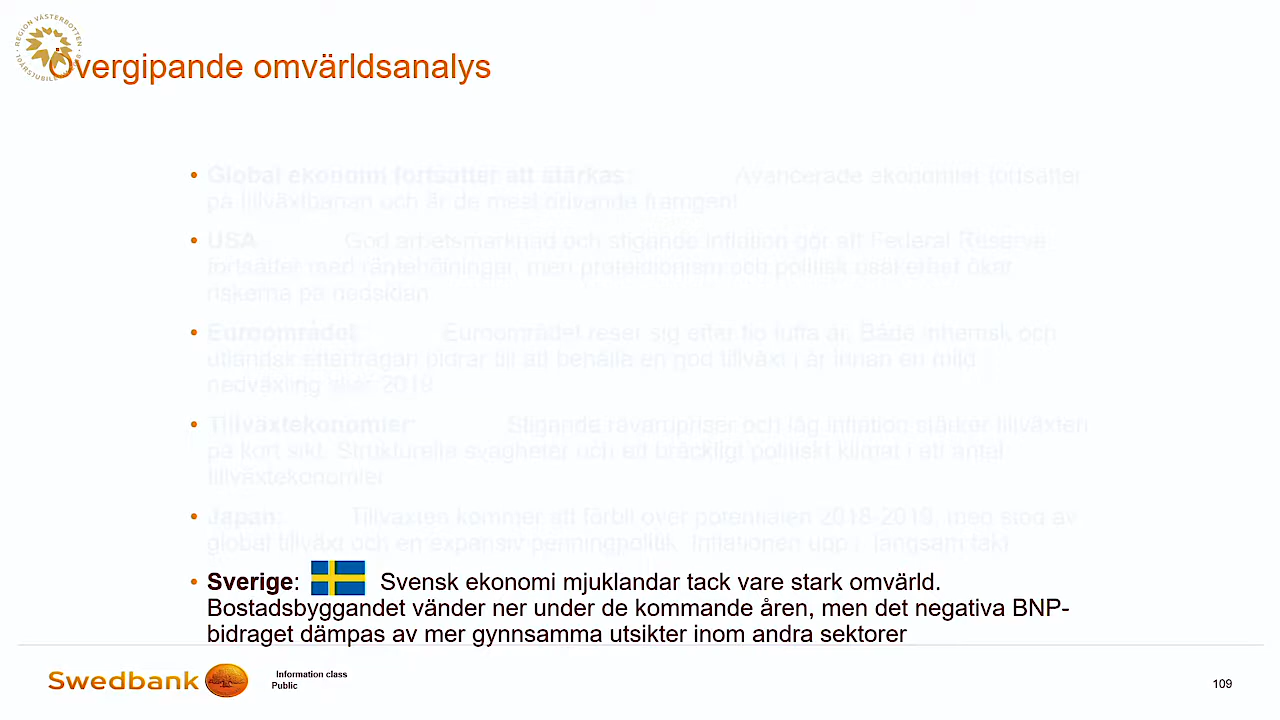 REGION VÄSTERBOTTEN
Övergipande omvärldsanalys
• Global ekonomi fortsätter att stärkas: Avancerade ekonomier fortsätter
på tillväxtbanan och är de mest drivande framgent
• USA God arbetsmarknad och stigande inflation gör att Federal Reserve
fortsätter med räntehöjningar, men protektionism och politisk osäkerhet ökar
riskerna på nedsidan
• Euroområdet Euroområdet reser sig efter tio tuffa år. Både inhemsk och
utländsk efterfrågan bidrar till att behålla en god tillväxt i år innan en mild
nedväxling sker 2019
• Tillväxtekonomier: Stigande råvarupriser och låg inflation stärker tillväxten
på kort sikt. Strukturella svagheter och ett bräckligt politiskt klimat i ett antal
tillväxtekonomier
• Japan: Tillväxten kommer att förbli över potentialen 2018-2019, med stöd av
global tillväxt och en expansiv penningpolitik. Inflationen upp i långsam takt
• Sverige: Svensk ekonomi mjuklandar tack vare stark omvärld.
Bostadsbyggandet vänder ner under de kommande åren, men det negativa BNP-
bidraget dämpas av mer gynnsamma utsikter inom andra sektorer
Swedbank
Information class
Public
109